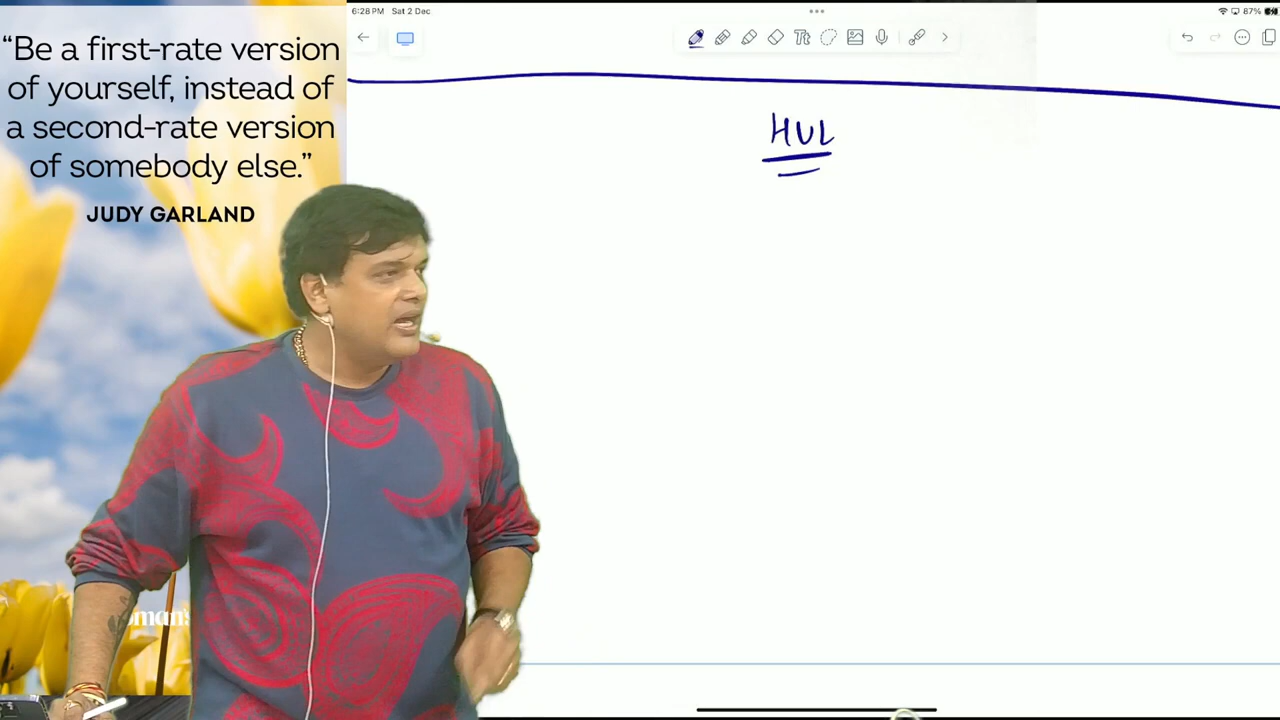 “Be a first-rate version
of yourself, instead of
a second-rate version
of somebody else.”
JUDY GARLAND
6:28 PM Sat 2 Dec
87%
HUL